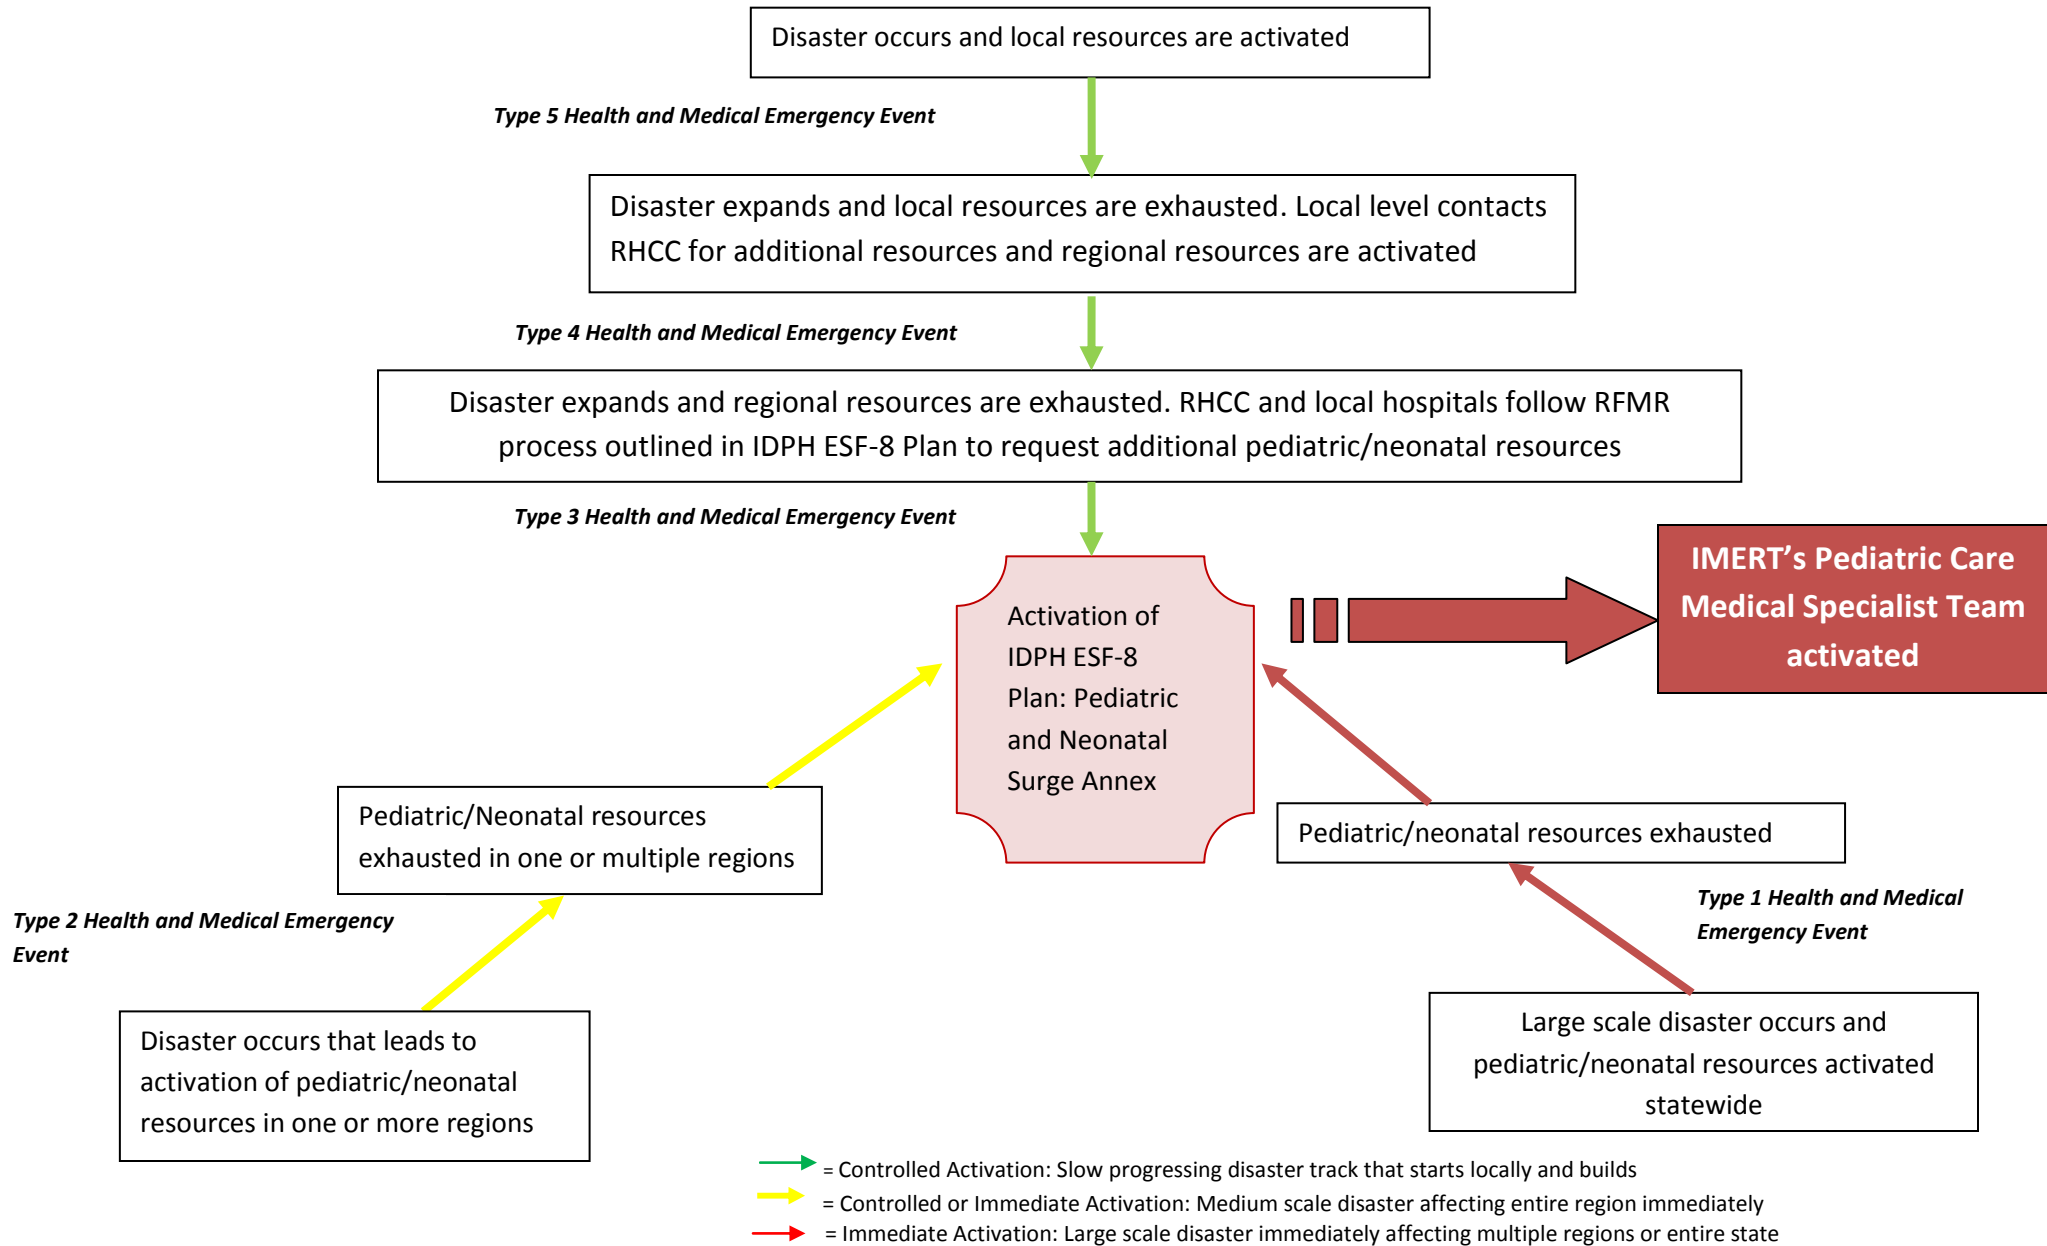 Disaster occurs and local resources are activated
Type 5 Health and Medical Emergency Event
Disaster expands and local resources are exhausted. Local level contacts
RHCC for additional resources and regional resources are activated
Type 4 Health and Medical Emergency Event
Disaster expands and regional resources are exhausted. RHCC and local hospitals follow RFMR
process outlined in IDPH ESF-8 Plan to request additional pediatric/neonatal resources
Type 3 Health and Medical Emergency Event
IMERT’s Pediatric Care
Medical Specialist Team
activated
Activation of
IDPH ESF-8
Plan: Pediatric
and Neonatal
Surge Annex
Pediatric/Neonatal resources
exhausted in one or multiple regions
Pediatric/neonatal resources exhausted
Type 2 Health and Medical Emergency
Event
Type 1 Health and Medical
Emergency Event
Disaster occurs that leads to
activation of pediatric/neonatal
resources in one or more regions
Large scale disaster occurs and
pediatric/neonatal resources activated
statewide
= Controlled Activation: Slow progressing disaster track that starts locally and builds
= Controlled or Immediate Activation: Medium scale disaster affecting entire region immediately
= Immediate Activation: Large scale disaster immediately affecting multiple regions or entire state